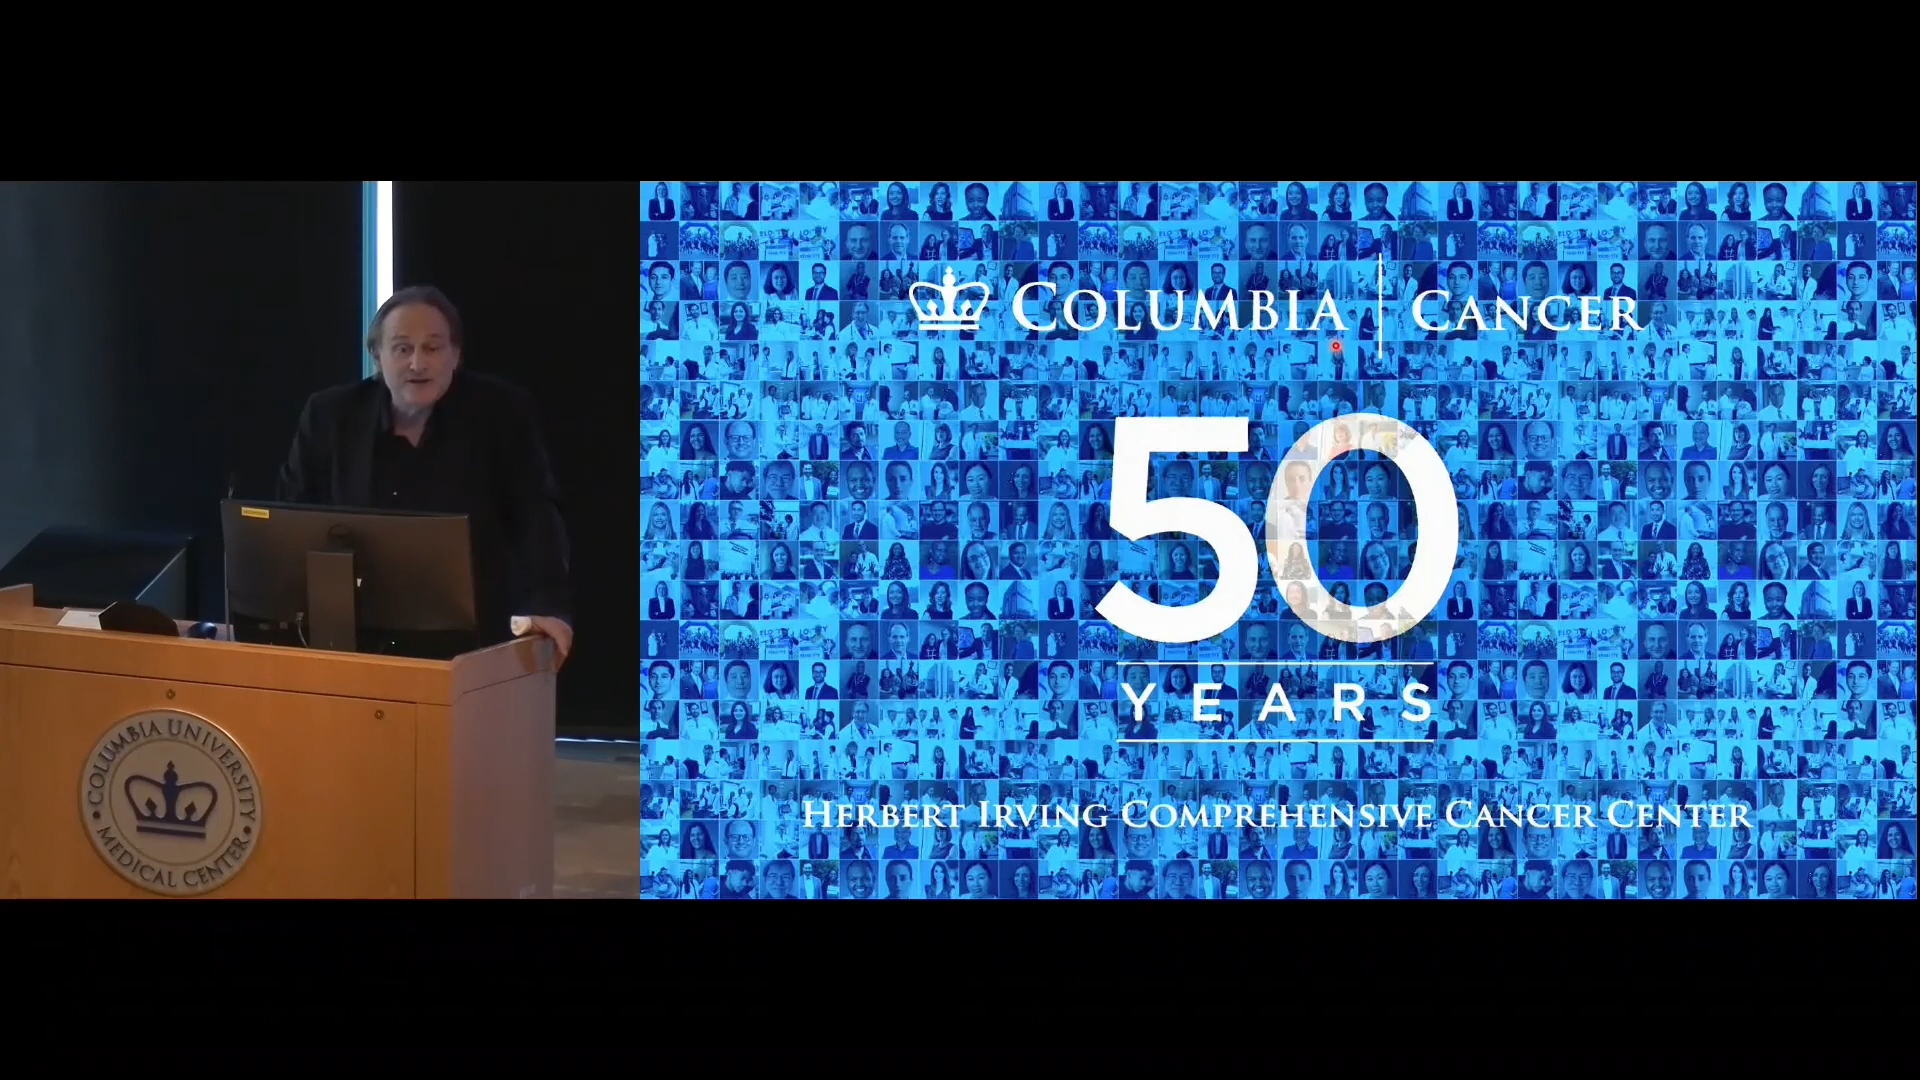 COLUMBIA UNIVERSITY
MEDICAL CENTER
COLUMBIA | CANCER
50
YEARS
HERBERT IRVING COMPREHENSIVE CANCER CENTER